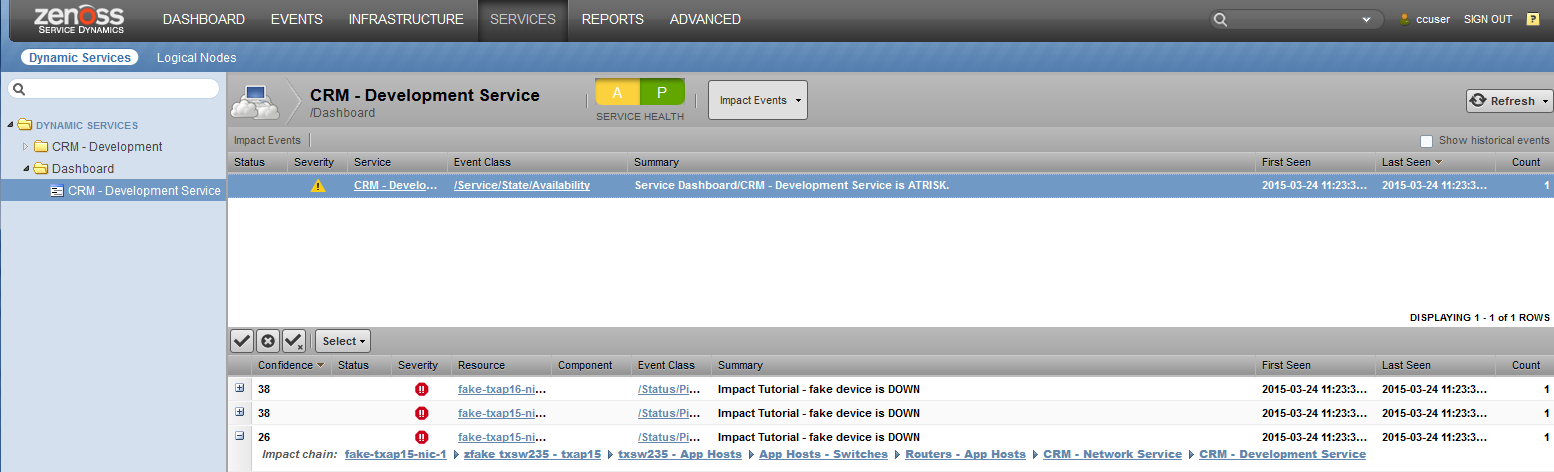 zenoss
SERVICE DYNAMICS
DASHBOARD EVENTS INFRASTRUCTURE SERVICES REPORTS ADVANCED
ccuser SIGN OUT ?
Dynamic Services Logical Nodes
DYNAMIC SERVICES
CRM - Development
Dashboard
CRM - Development Service
CRM - Development Service
/Dashboard
A P
SERVICE HEALTH
Impact Events
Refresh
Impact Events
Show historical events
Status Severity Service Event Class Summary First Seen Last Seen Count
CRM - Develo... /Service/State/Availability Service Dashboard/CRM - Development Service is ATRISK. 2015-03-24 11:23:3... 2015-03-24 11:23:3... 1
DISPLAYING 1 - 1 of 1 ROWS
Select
Confidence Status Severity Resource Component Event Class Summary First Seen Last Seen Count
38 fake-txap16-ni... /Status/Pi... Impact Tutorial - fake device is DOWN 2015-03-24 11:23:3... 2015-03-24 11:23:3... 1
38 fake-txap15-ni... /Status/Pi... Impact Tutorial - fake device is DOWN 2015-03-24 11:23:3... 2015-03-24 11:23:3... 1
26 fake-txap15-ni... /Status/Pi... Impact Tutorial - fake device is DOWN 2015-03-24 11:23:3... 2015-03-24 11:23:3... 1
Impact chain: fake-txap15-nic-1 zfake txsw235 - txap15 txsw235 - App Hosts App Hosts - Switches Routers - App Hosts CRM - Network Service CRM - Development Service